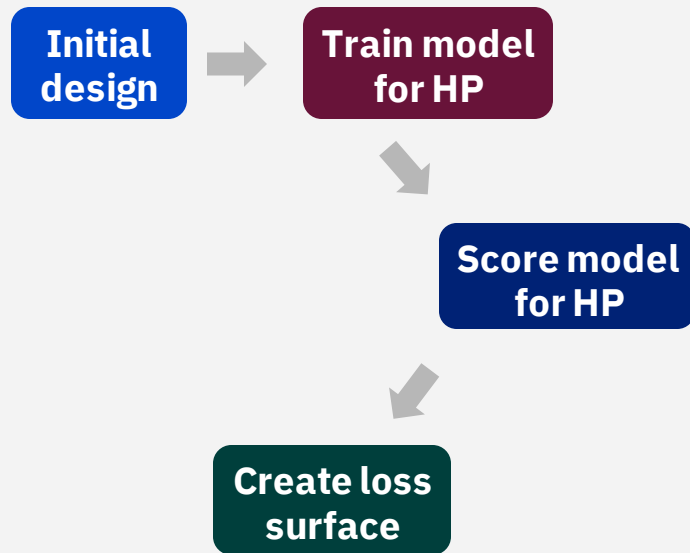 Initial
design
Train model
for HP
Score model
for HP
Create loss
surface